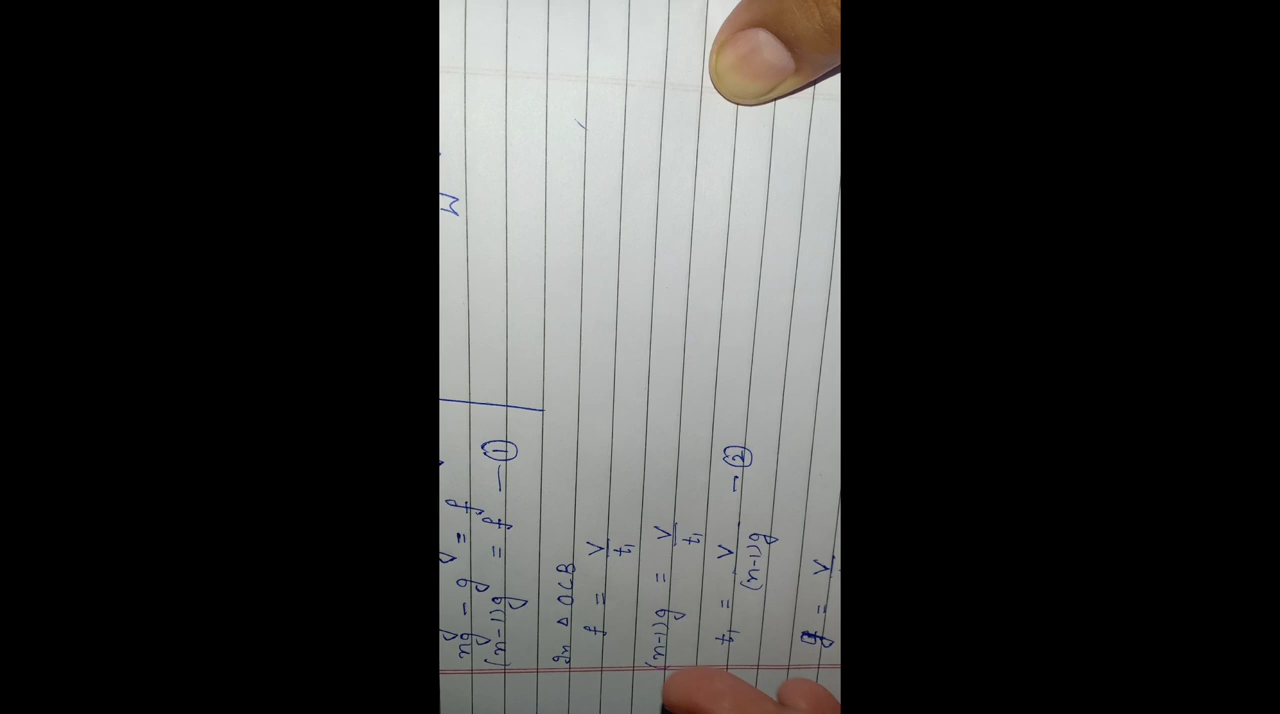 ng - g = f
(n-1)g = f — ①
In △ OCB
f = V/t₁
(n-1)g = V/t₁
t₁ = V/(n-1)g → ②
g = V